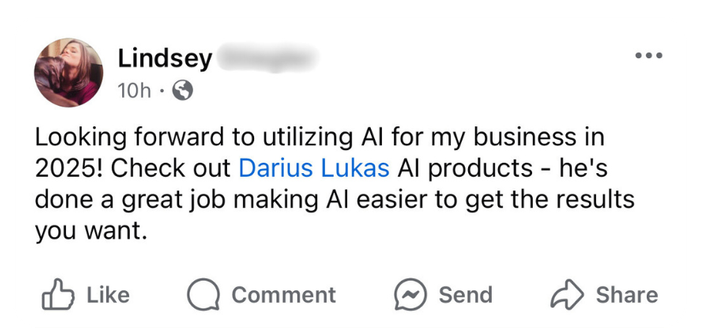 Lindsey
10h ·
Looking forward to utilizing AI for my business in
2025! Check out Darius Lukas AI products - he's
done a great job making AI easier to get the results
you want.
Like Comment Send Share